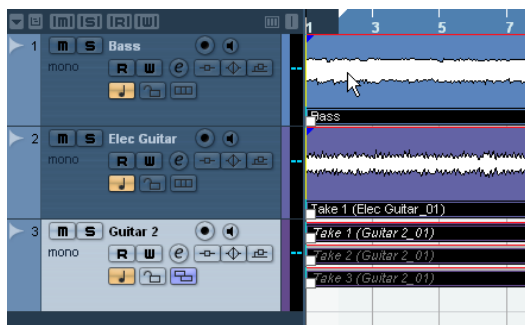 m S R W
1 3 5 7
1 m S Bass
mono R W e
Bass
2 m S Elec Guitar
mono R W e
Take 1 (Elec Guitar_01)
3 m S Guitar 2
Take 1 (Guitar 2_01)
mono R W e
Take 2 (Guitar 2_01)
Take 3 (Guitar 2_01)